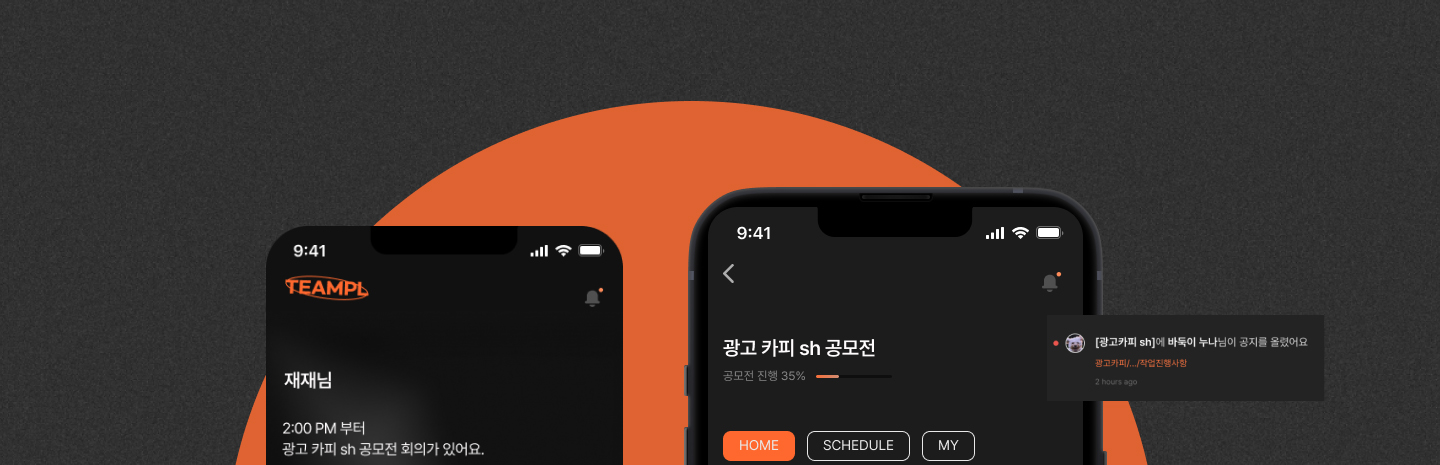 9:41
TEAMPL
재재님
2:00 PM 부터
광고 카피 sh 공모전 회의가 있어요.
9:41
광고 카피 sh 공모전
공모전 진행 35%
HOME
SCHEDULE
MY
[광고카피 sh]에 바둑이 누나님이 공지를 올렸어요
광고카피/.../작업진행사항
2 hours ago